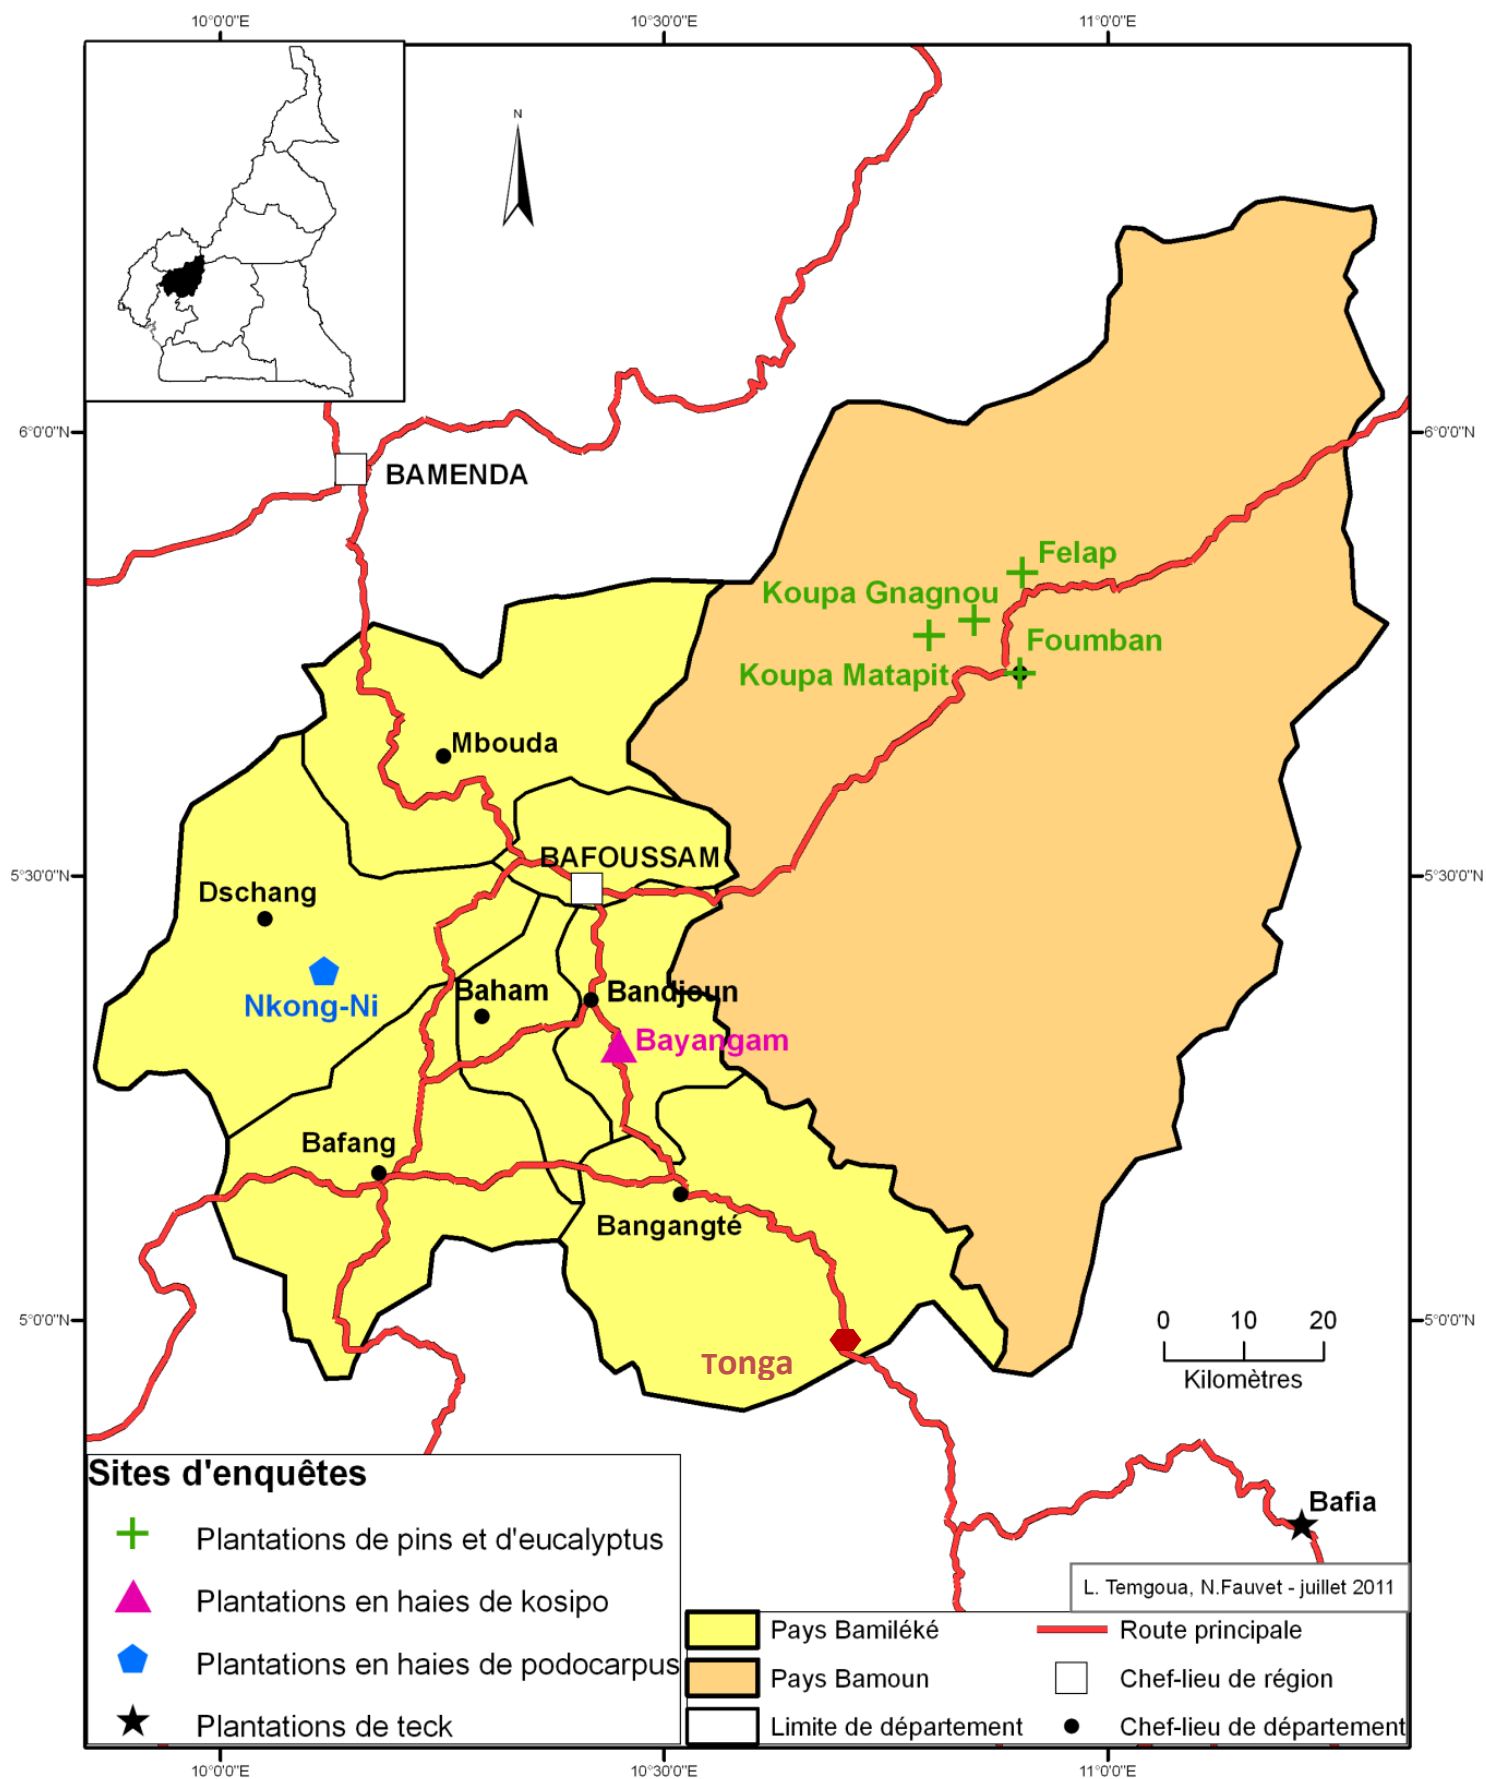 10°0'0"E
10°30'0"E
11°0'0"E
N
6°0'0"N
6°0'0"N
BAMENDA
Felap
Koupa Gnagnou
Foumban
Koupa Matapit
Mbouda
BAFOUSSAM
5°30'0"N
5°30'0"N
Dschang
Nkong-Ni
Baham
Bandjoun
Bayangam
Bafang
Bangangté
5°0'0"N
5°0'0"N
0 10 20
Kilomètres
Tonga
Sites d'enquêtes
Plantations de pins et d'eucalyptus
Plantations en haies de kosipo
Plantations en haies de podocarpus
Plantations de teck
Bafia
L. Temgoua, N.Fauvet - juillet 2011
Pays Bamiléké
Route principale
Pays Bamoun
Chef-lieu de région
Limite de département
Chef-lieu de département
10°0'0"E
10°30'0"E
11°0'0"E